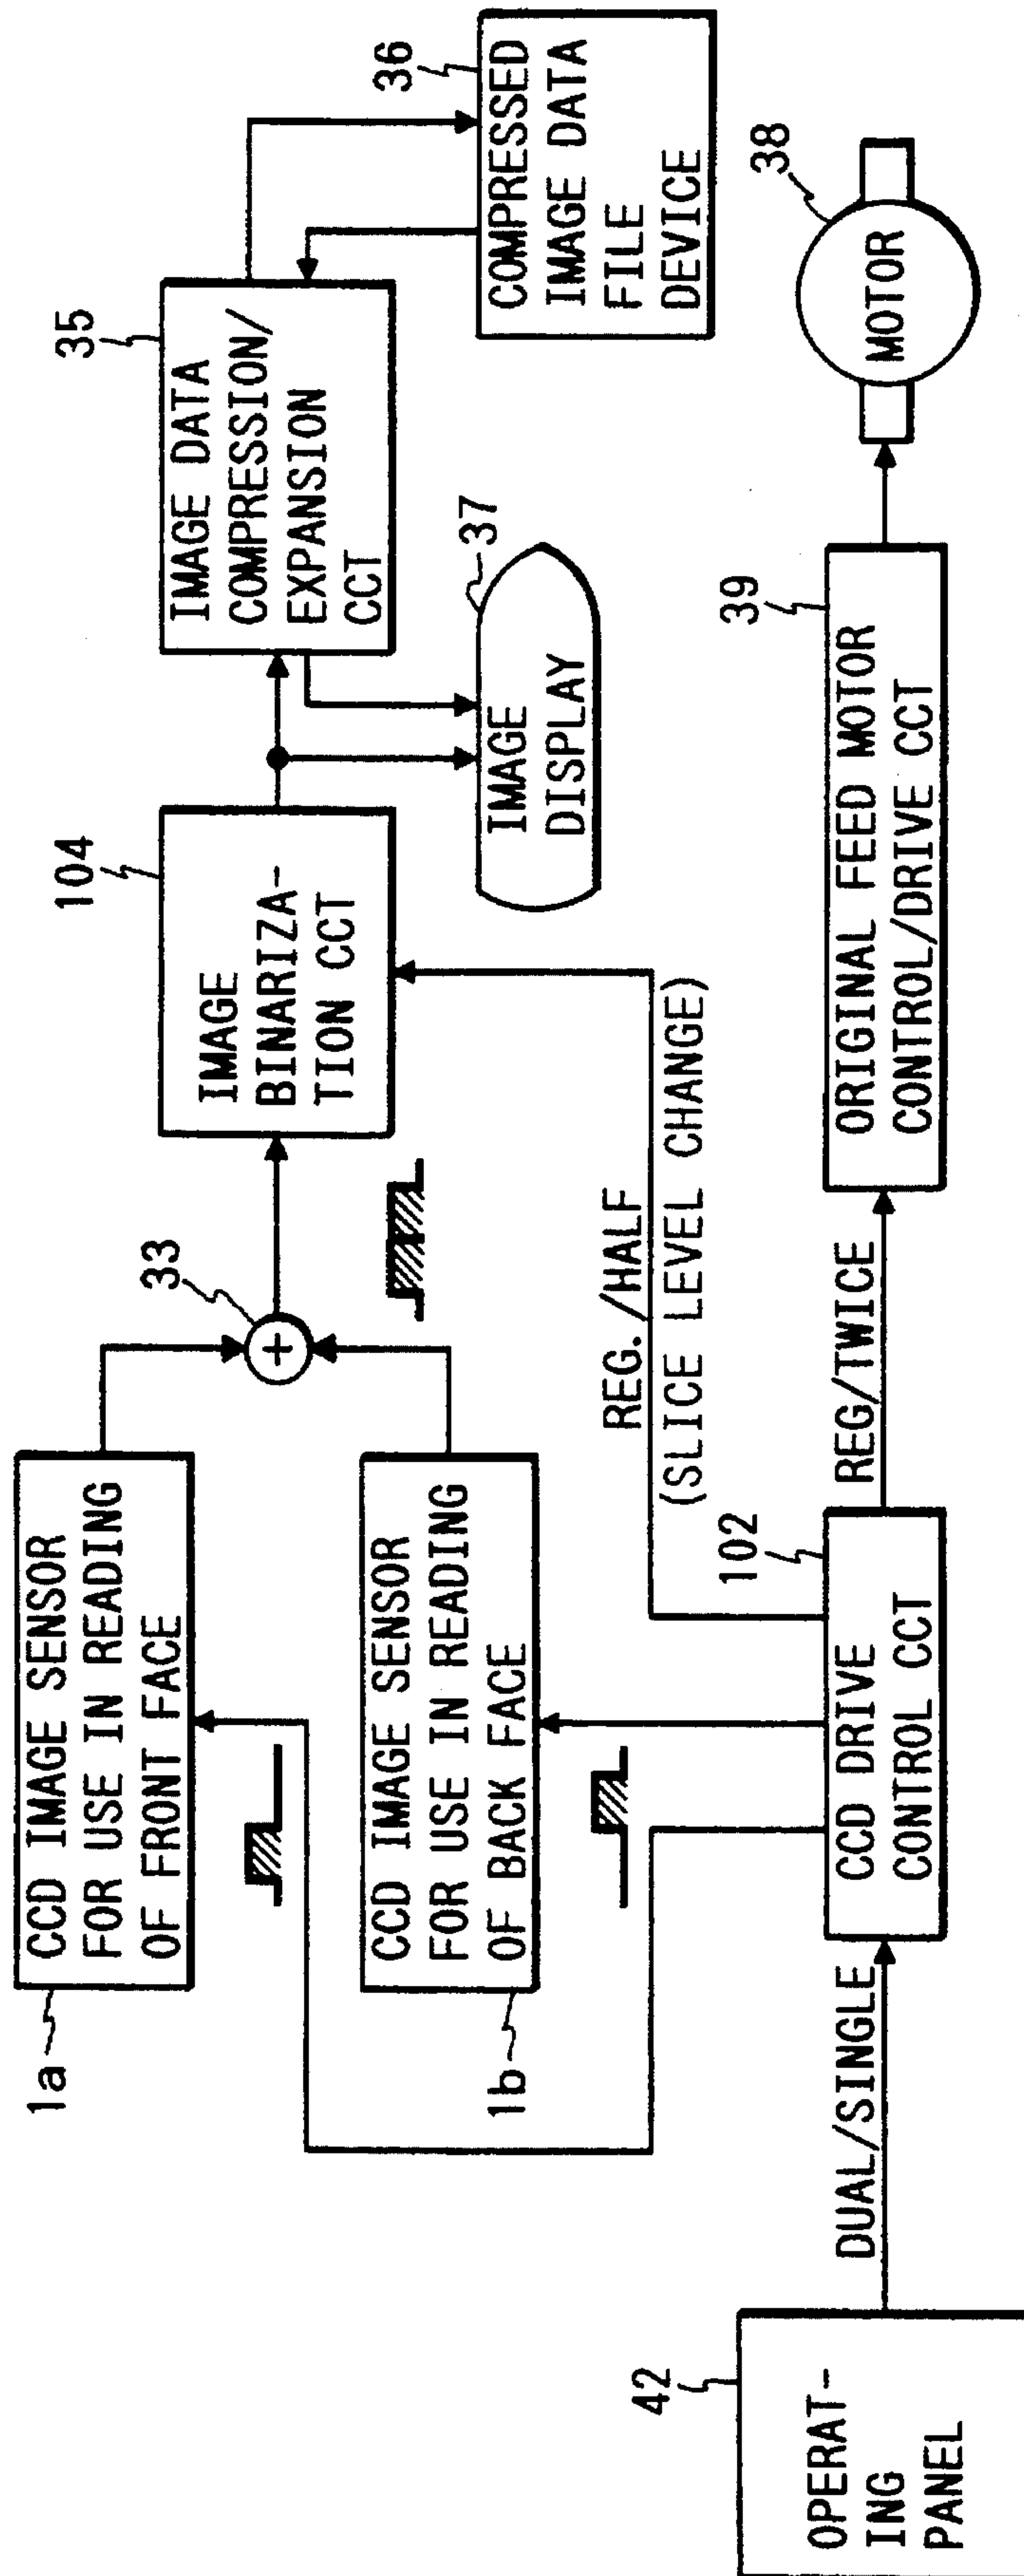 1a
CCD IMAGE SENSOR
FOR USE IN READING
OF FRONT FACE
33
104
IMAGE
BINARIZA-
TION CCT
35
IMAGE DATA
COMPRESSION/
EXPANSION
CCT
36
COMPRESSED
IMAGE DATA
FILE
DEVICE
1b
CCD IMAGE SENSOR
FOR USE IN READING
OF BACK FACE
+
37
IMAGE
DISPLAY
REG./HALF
(SLICE LEVEL CHANGE)
42
OPERAT-
ING
PANEL
DUAL/SINGLE
102
CCD DRIVE
CONTROL CCT
REG/TWICE
39
ORIGINAL FEED MOTOR
CONTROL/DRIVE CCT
38
MOTOR